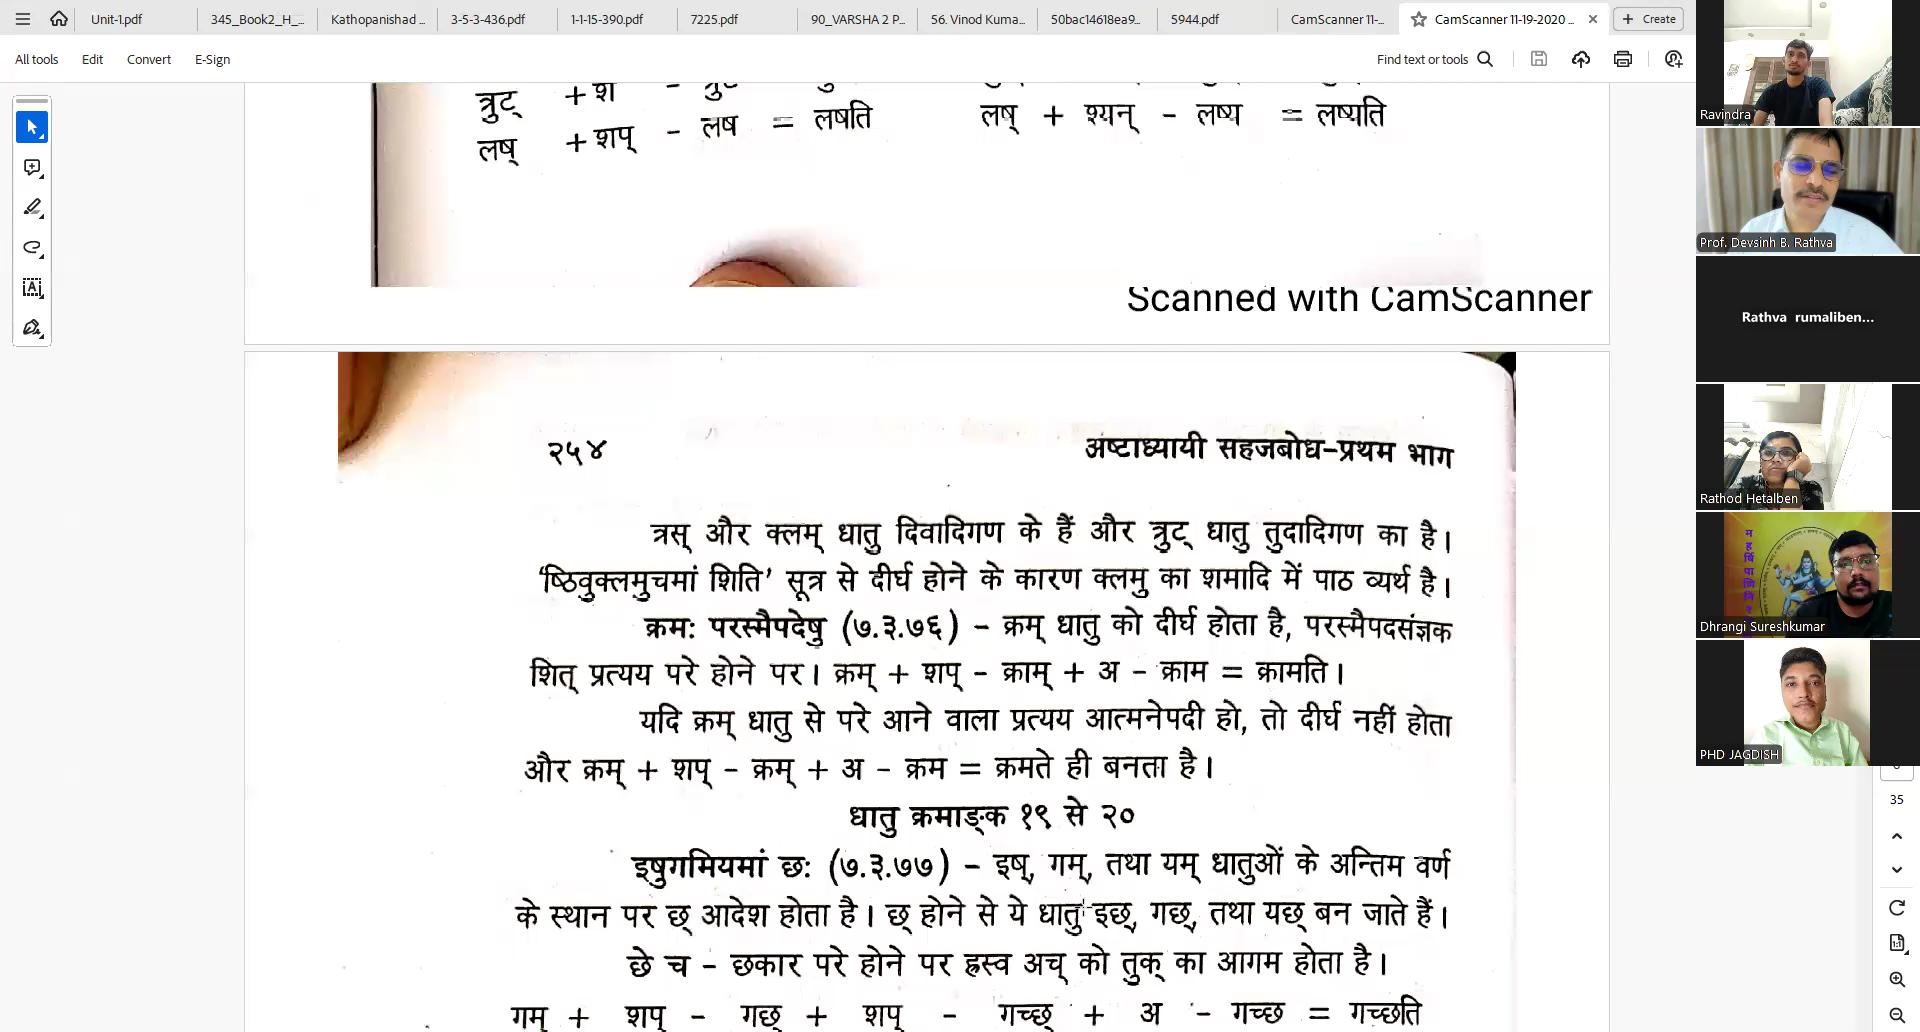 Unit-1.pdf
345_Book2_H_...
Kathopanishad ...
3-5-3-436.pdf
1-1-15-390.pdf
7225.pdf
90_VARSHA 2 P...
56. Vinod Kuma...
50bac14618ea9...
5944.pdf
CamScanner 11-...
CamScanner 11-19-2020 ...
Create
All tools
Edit
Convert
E-Sign
Find text or tools
त्रुट् + श -
लष् + शप् - लष = लषति
लष् + श्यन् - लष्य = लष्यति
Scanned with CamScanner
२५४
अष्टाध्यायी सहजबोध-प्रथम भाग
त्रस् और क्लम् धातु दिवादिगण के हैं और त्रुट् धातु तुदादिगण का है।
‘ष्ठिवुक्लमुचमां शिति’ सूत्र से दीर्घ होने के कारण क्लमु का शमादि में पाठ व्यर्थ है।
क्रमः परस्मैपदेषु (७.३.७६) - क्रम् धातु को दीर्घ होता है, परस्मैपदसंज्ञक
शित् प्रत्यय परे होने पर। क्रम् + शप् - क्राम् + अ - क्राम = क्रामति।
यदि क्रम् धातु से परे आने वाला प्रत्यय आत्मनेपदी हो, तो दीर्घ नहीं होता
और क्रम् + शप् - क्रम् + अ - क्रम = क्रमते ही बनता है।
धातु क्रमाङ्क १९ से २०
इषुगमियमां छः (७.३.७७) - इष्, गम्, तथा यम् धातुओं के अन्तिम वर्ण
के स्थान पर छ् आदेश होता है। छ् होने से ये धातु इछ्, गछ्, तथा यछ् बन जाते हैं।
छे च - छकार परे होने पर ह्रस्व अच् को तुक् का आगम होता है।
गम् + शप् - गछ् + शप् - गच्छ् + अ - गच्छ = गच्छति
Ravindra
Prof. Devsinh B. Rathva
Rathva rumaliben...
Rathod Hetalben
महर्षि पाणिनि
Dhrangi Sureshkumar
PHD JAGDISH
35